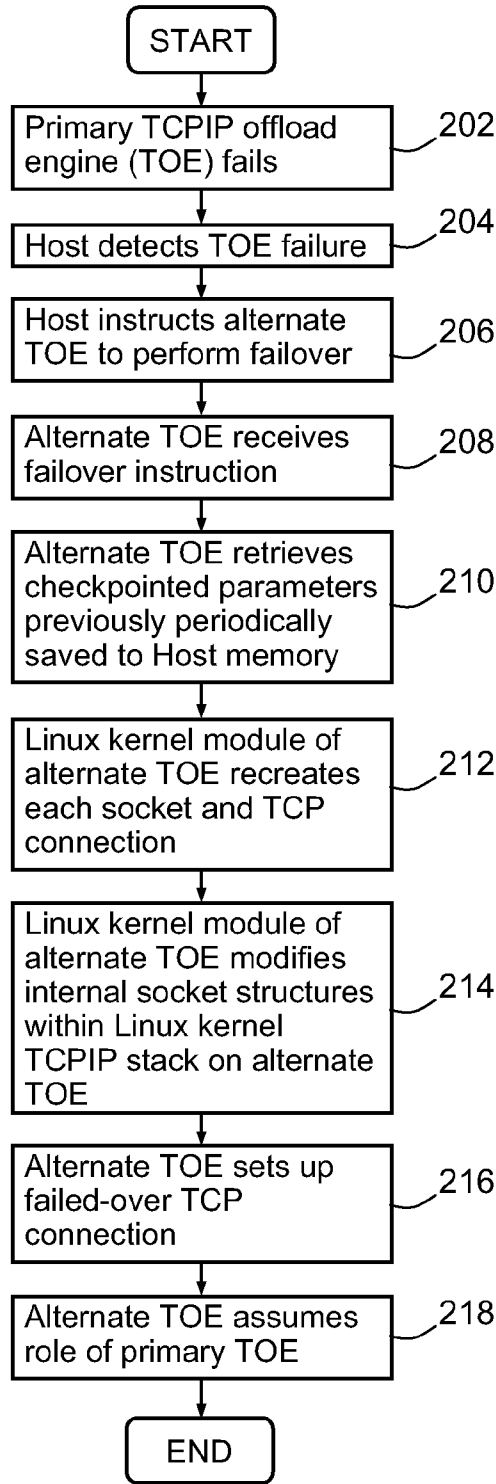 START
Primary TCPIP offload
engine (TOE) fails
202
Host detects TOE failure
204
Host instructs alternate
TOE to perform failover
206
Alternate TOE receives
failover instruction
208
Alternate TOE retrieves
checkpointed parameters
previously periodically
saved to Host memory
210
Linux kernel module of
alternate TOE recreates
each socket and TCP
connection
212
Linux kernel module of
alternate TOE modifies
internal socket structures
within Linux kernel
TCPIP stack on alternate
TOE
214
Alternate TOE sets up
failed-over TCP
connection
216
Alternate TOE assumes
role of primary TOE
218
END